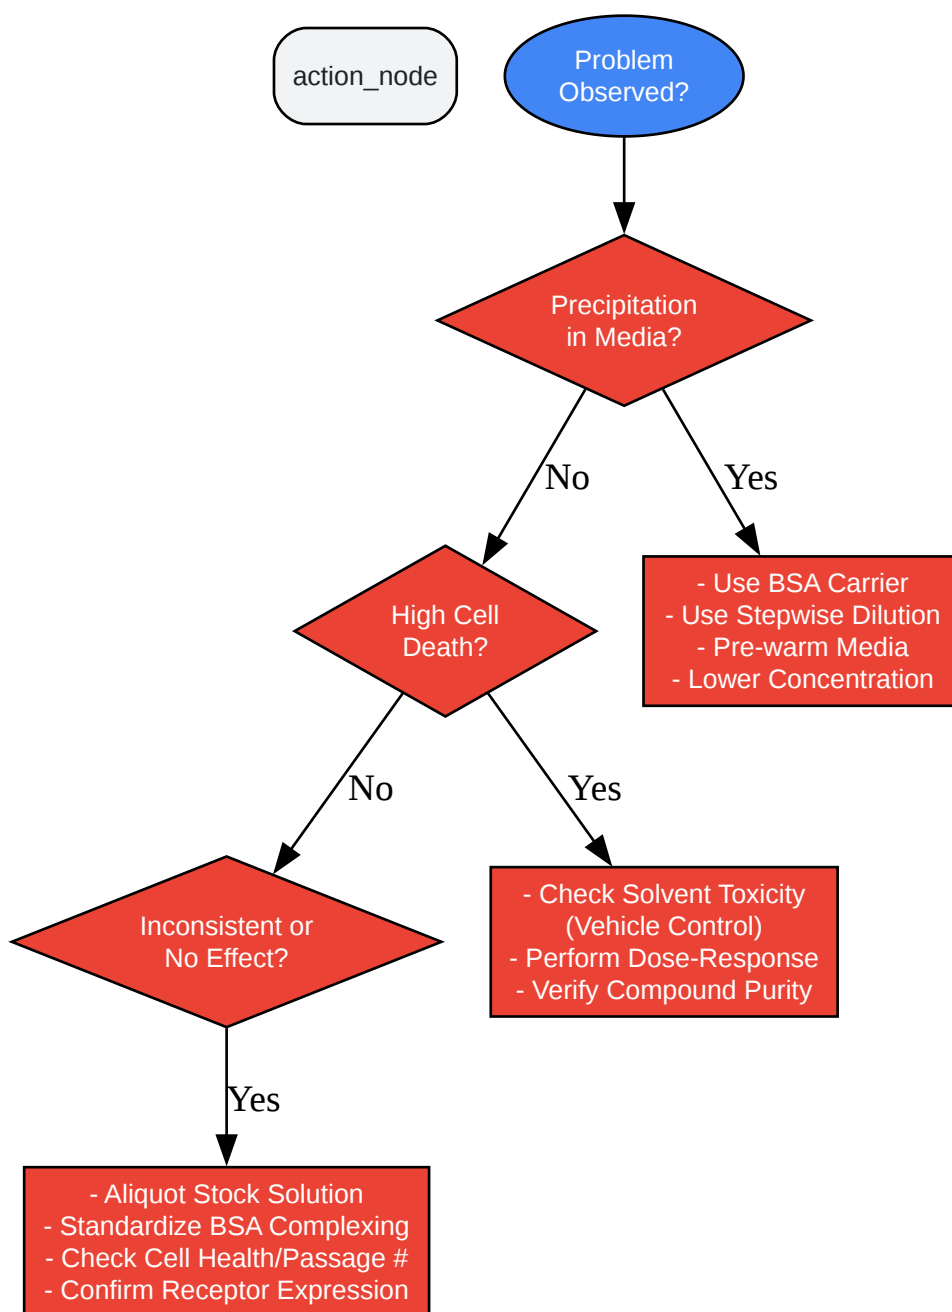 action_node
Problem
Observed?
Precipitation
in Media?
No
Yes
High Cell
Death?
- Use BSA Carrier
- Use Stepwise Dilution
- Pre-warm Media
- Lower Concentration
No
Yes
Inconsistent or
No Effect?
- Check Solvent Toxicity
(Vehicle Control)
- Perform Dose-Response
- Verify Compound Purity
Yes
- Aliquot Stock Solution
- Standardize BSA Complexing
- Check Cell Health/Passage #
- Confirm Receptor Expression